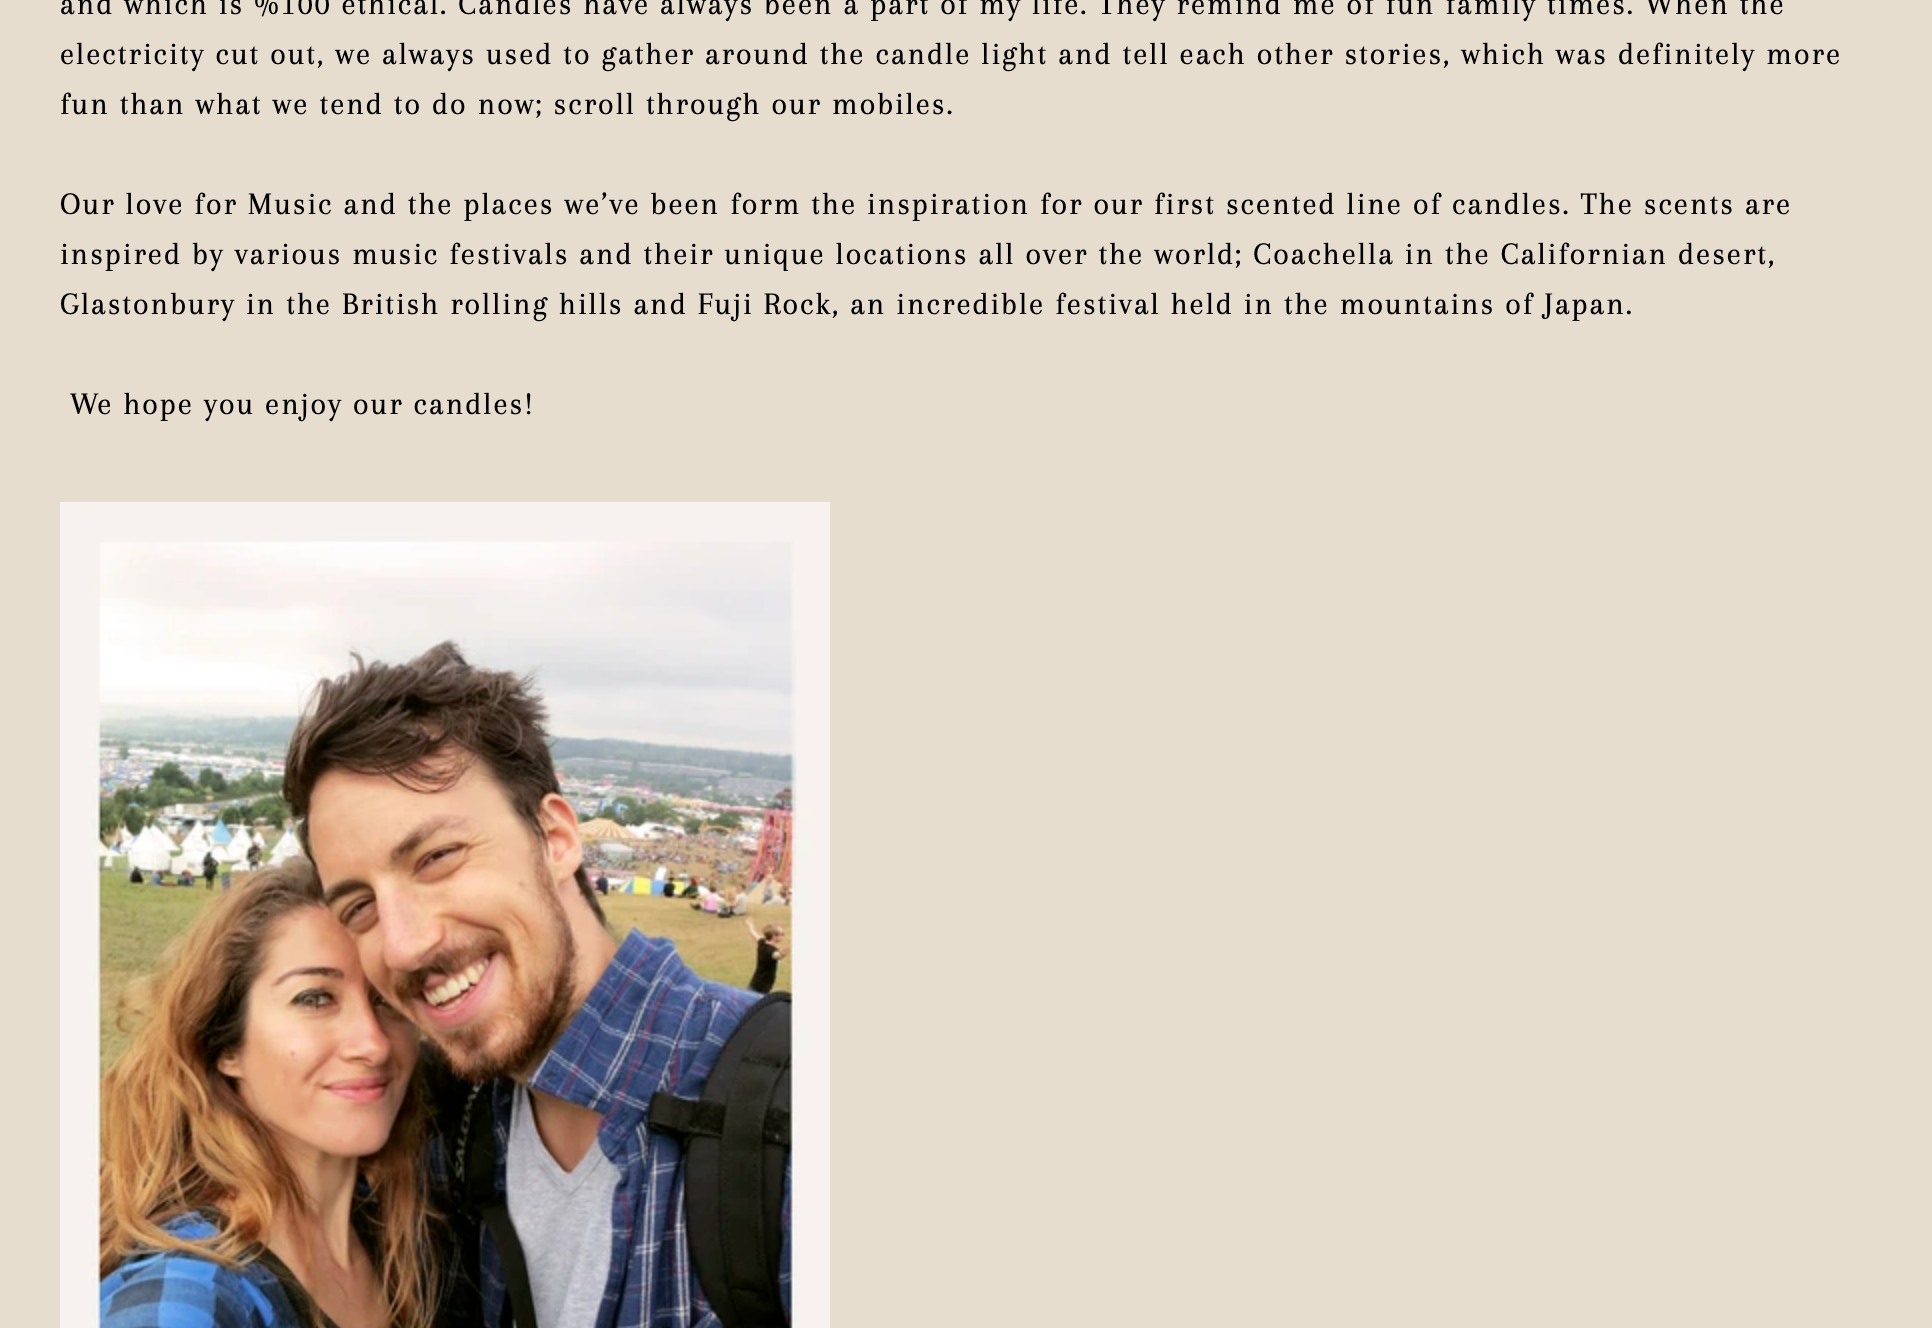 and which is %100 ethical. Candles have always been a part of my life. They remind me of fun family times. When the
electricity cut out, we always used to gather around the candle light and tell each other stories, which was definitely more
fun than what we tend to do now; scroll through our mobiles.
Our love for Music and the places we’ve been form the inspiration for our first scented line of candles. The scents are
inspired by various music festivals and their unique locations all over the world; Coachella in the Californian desert,
Glastonbury in the British rolling hills and Fuji Rock, an incredible festival held in the mountains of Japan.
We hope you enjoy our candles!
SALOMON